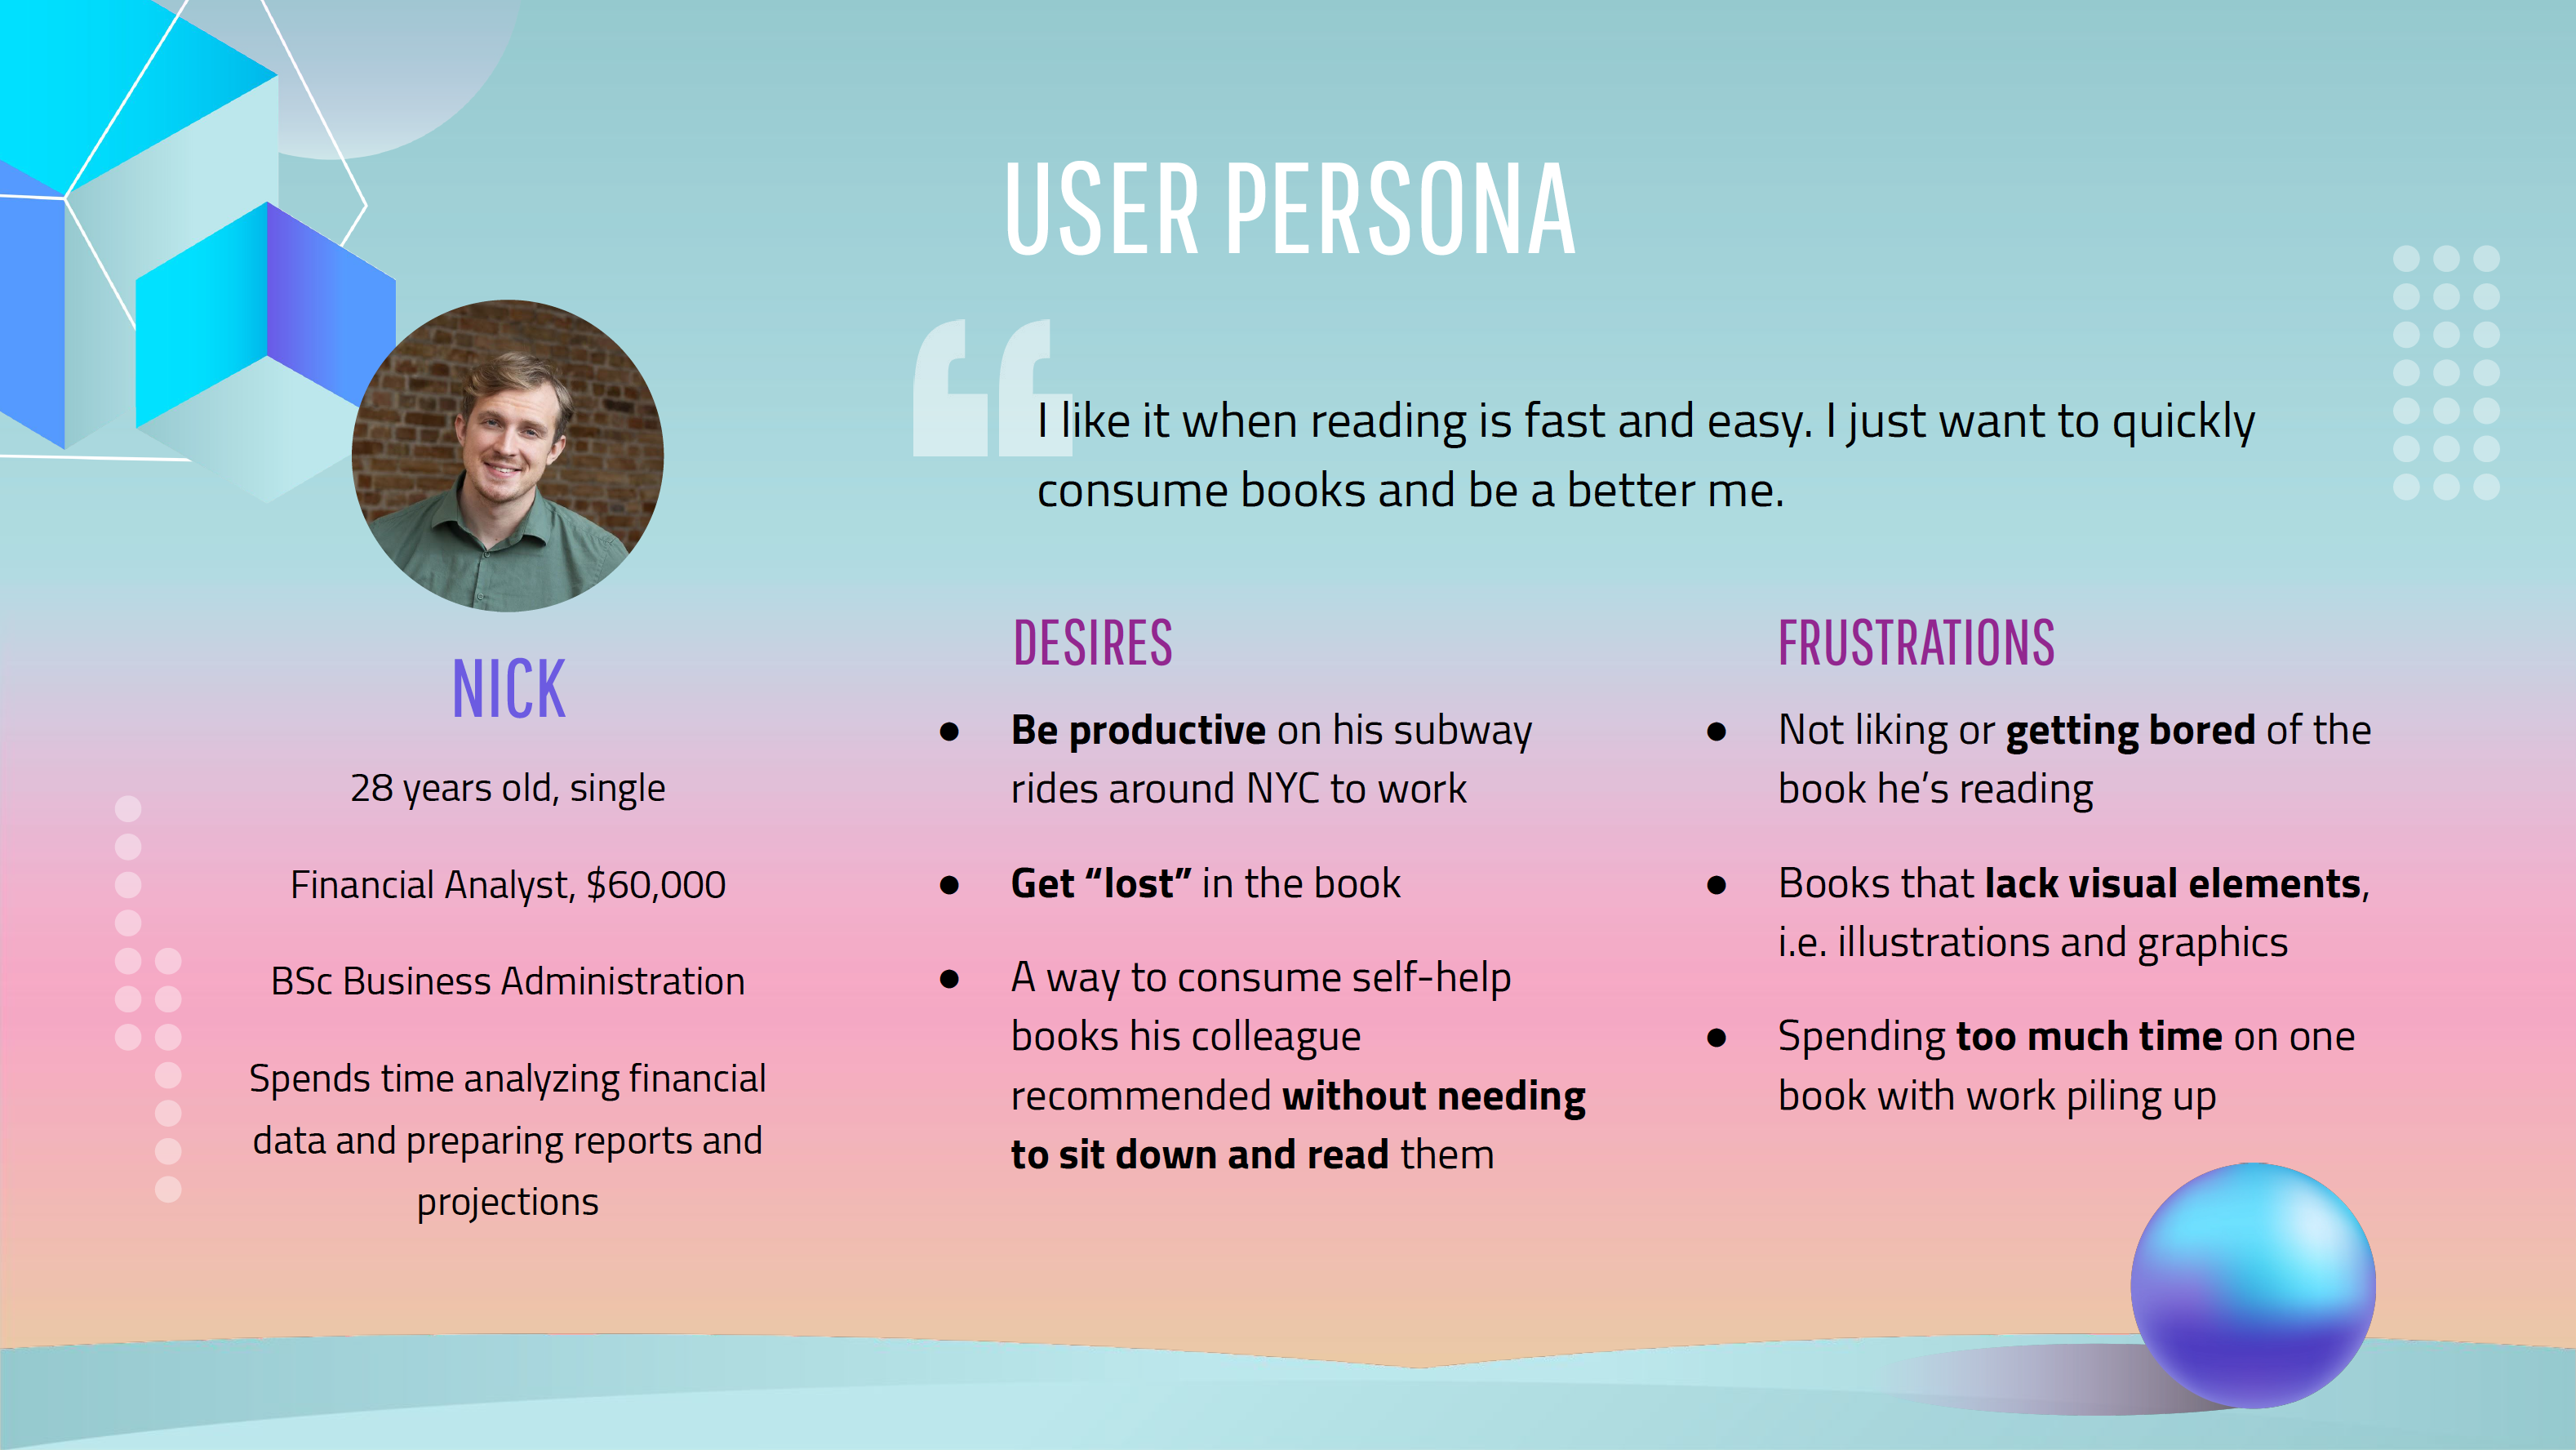 USER PERSONA
“
I like it when reading is fast and easy. I just want to quickly
consume books and be a better me.
NICK
28 years old, single
Financial Analyst, $60,000
BSc Business Administration
Spends time analyzing financial
data and preparing reports and
projections
DESIRES
● Be productive on his subway
rides around NYC to work
● Get “lost” in the book
● A way to consume self-help
books his colleague
recommended without needing
to sit down and read them
FRUSTRATIONS
● Not liking or getting bored of the
book he’s reading
● Books that lack visual elements,
i.e. illustrations and graphics
● Spending too much time on one
book with work piling up